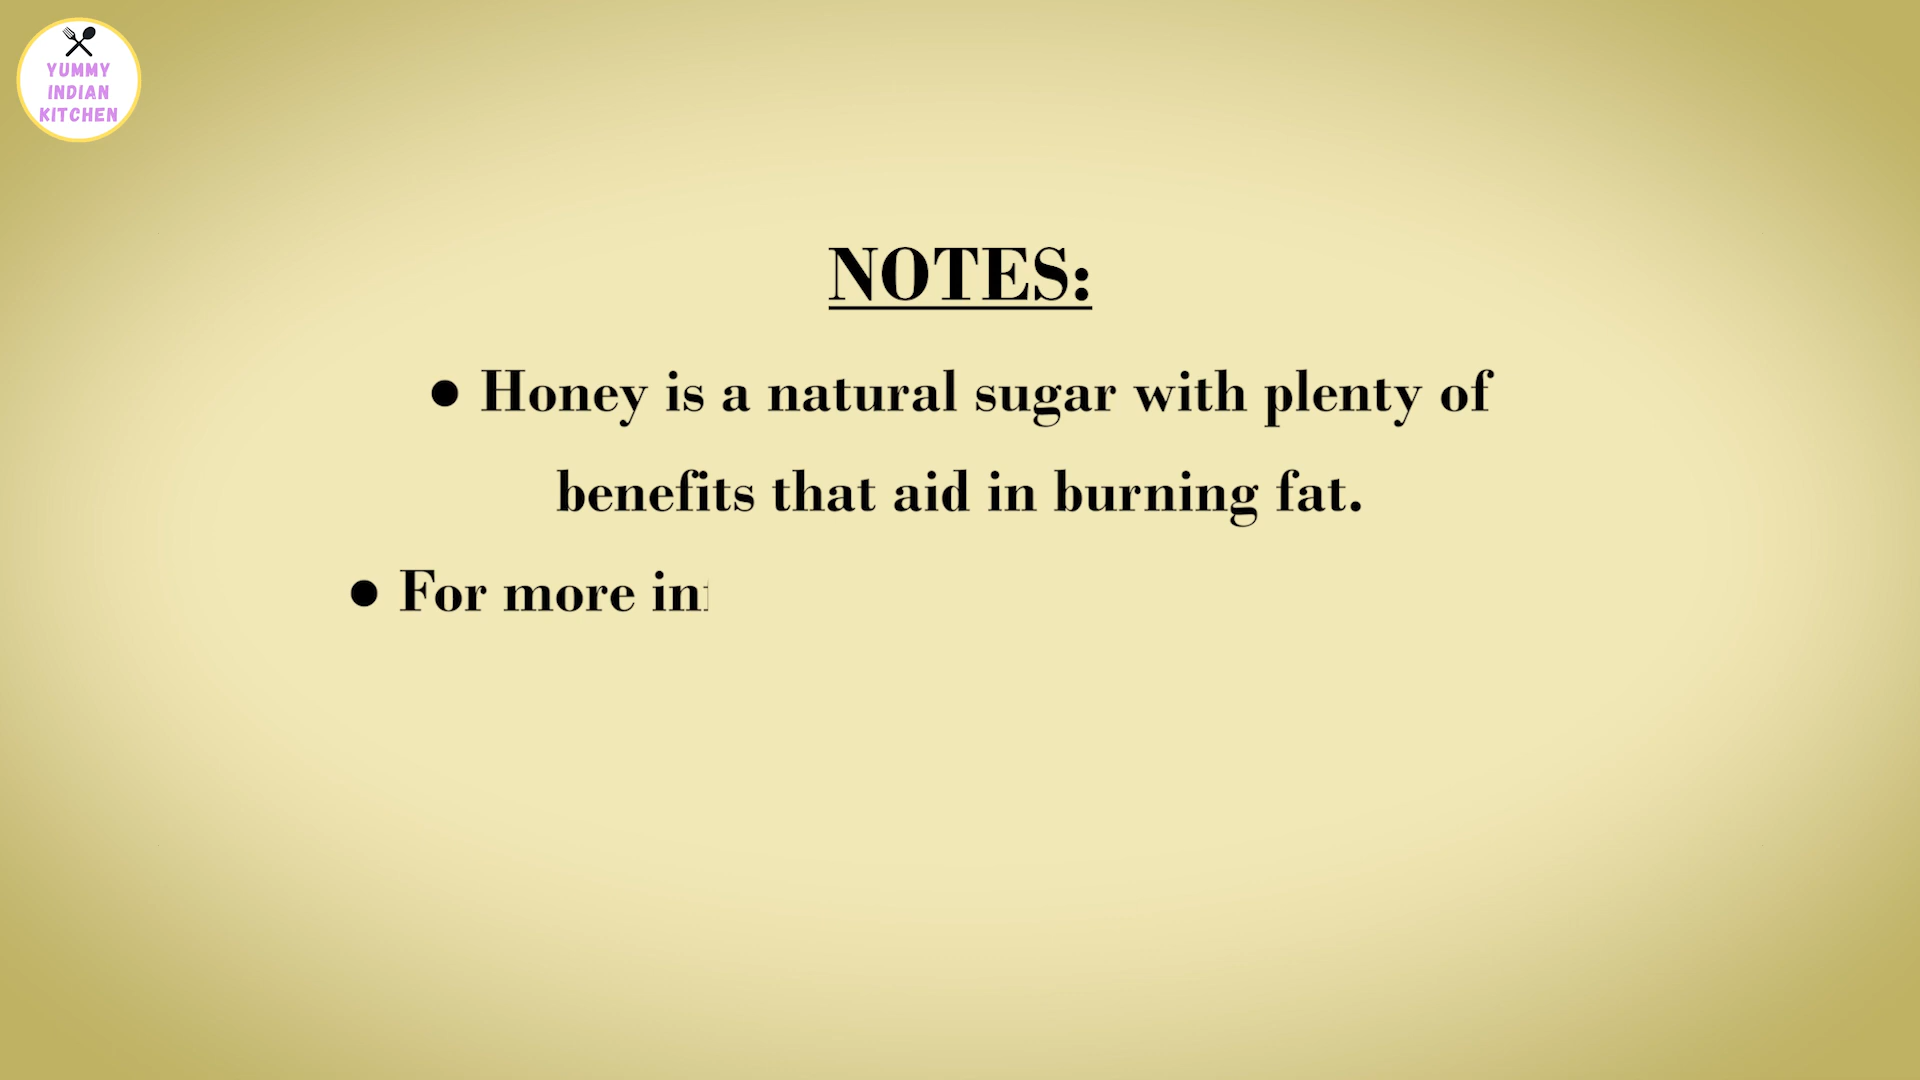 YUMMY
INDIAN
KITCHEN
NOTES:
● Honey is a natural sugar with plenty of
benefits that aid in burning fat.
● For more in